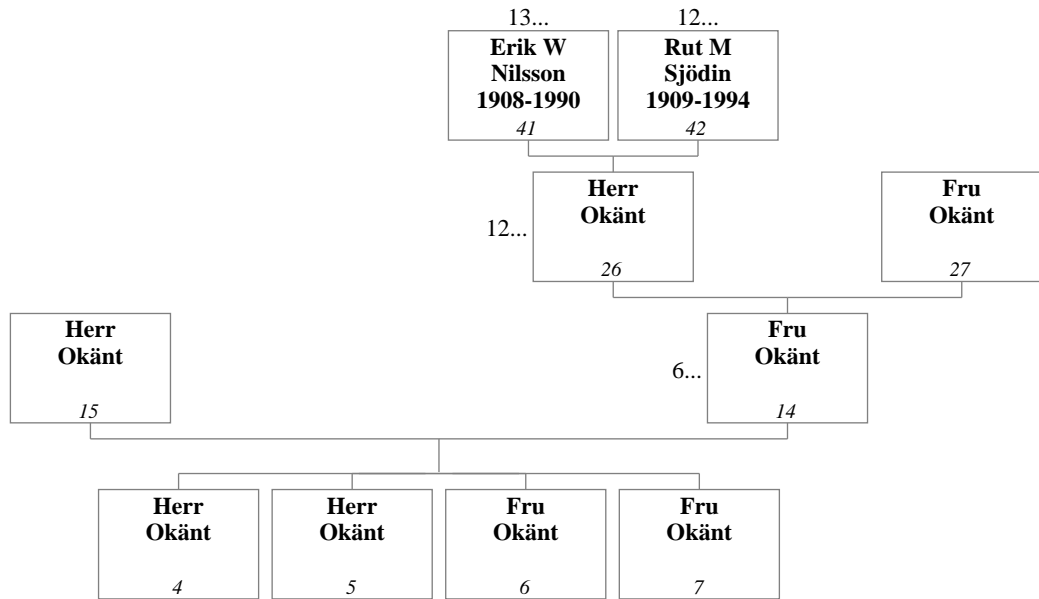 13...
12...
Erik W
Nilsson
1908-1990
41
Rut M
Sjödin
1909-1994
42
12...
Herr
Okänt
26
Fru
Okänt
27
Herr
Okänt
15
6...
Fru
Okänt
14
Herr
Okänt
4
Herr
Okänt
5
Fru
Okänt
6
Fru
Okänt
7